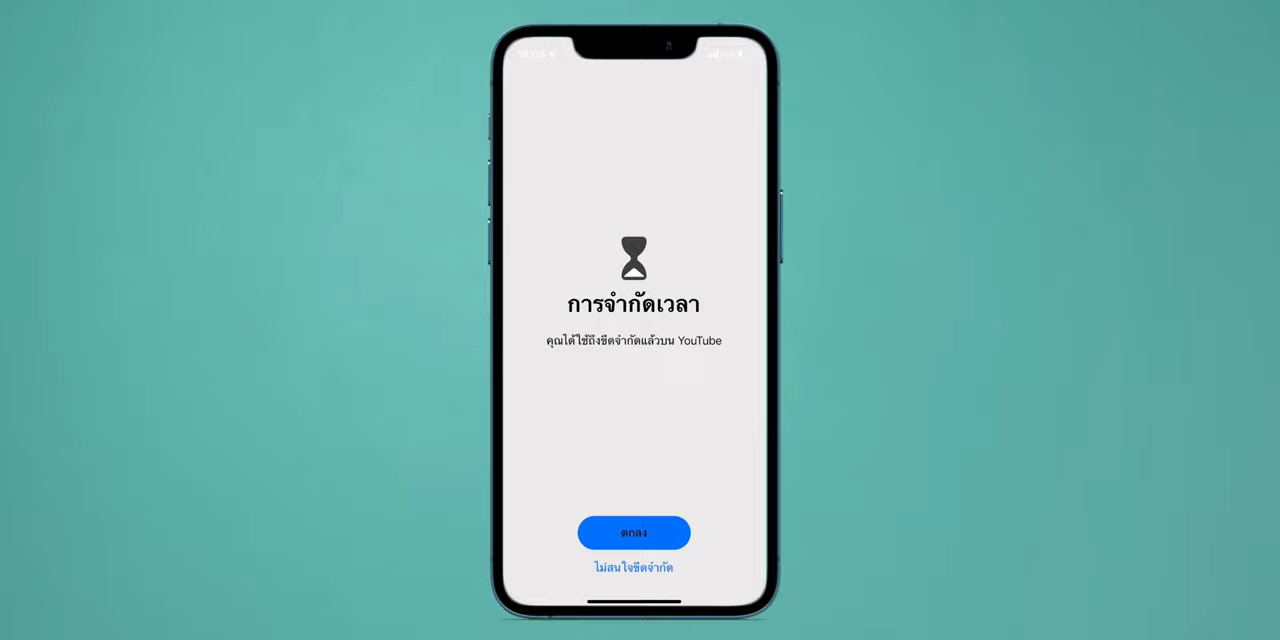 การจำกัดเวลา
คุณได้ใช้ถึงขีดจำกัดแล้วบน YouTube
ตกลง
ไม่สนใจขีดจำกัด